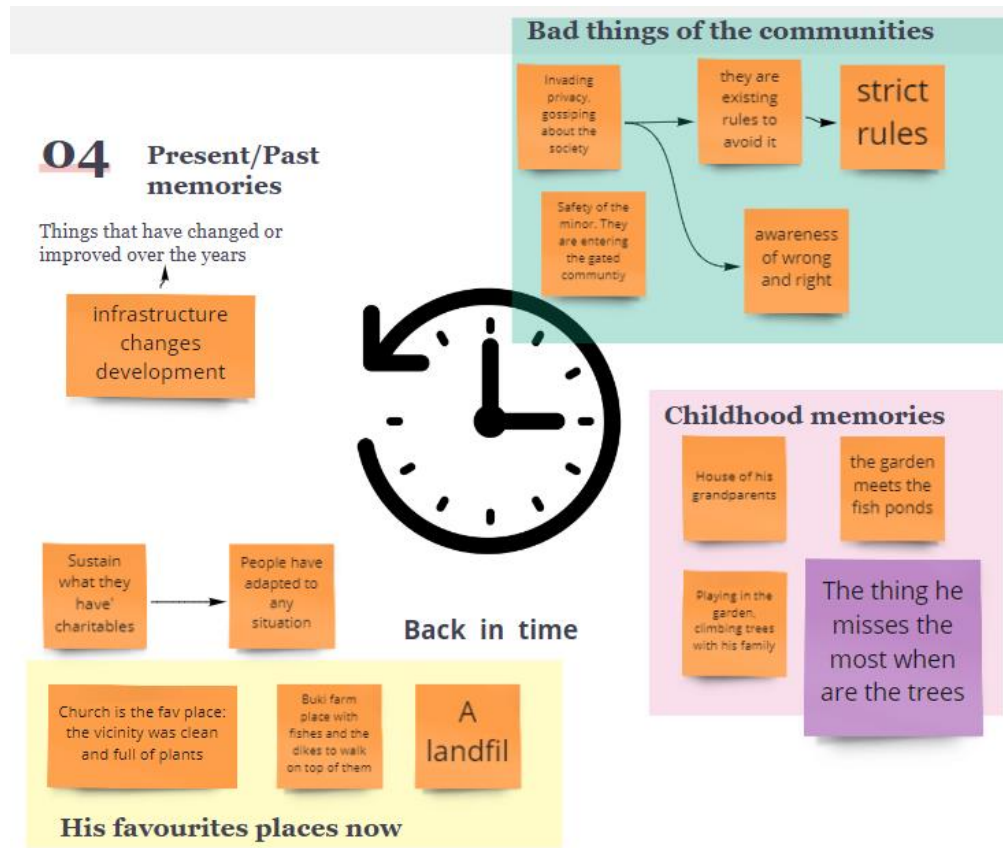 Bad things of the communities
Invading
privacy.
gossiping
about the
society
they are
existing
rules to
avoid it
strict
rules
Safety of the
minor. They
are entering
the gated
communtiy
awareness
of wrong
and right
04
Present/Past
memories
Things that have changed or
improved over the years
infrastructure
changes
development
Childhood memories
House of his
grandparents
the garden
meets the
fish ponds
Playing in the
garden,
climbing trees
with his family
The thing he
misses the
most when
are the trees
Sustain
what they
have'
charitables
People have
adapted to
any
situation
Back in time
Church is the fav place:
the vicinity was clean
and full of plants
Buki farm
place with
fishes and the
dikes to walk
on top of them
A
landfil
His favourites places now